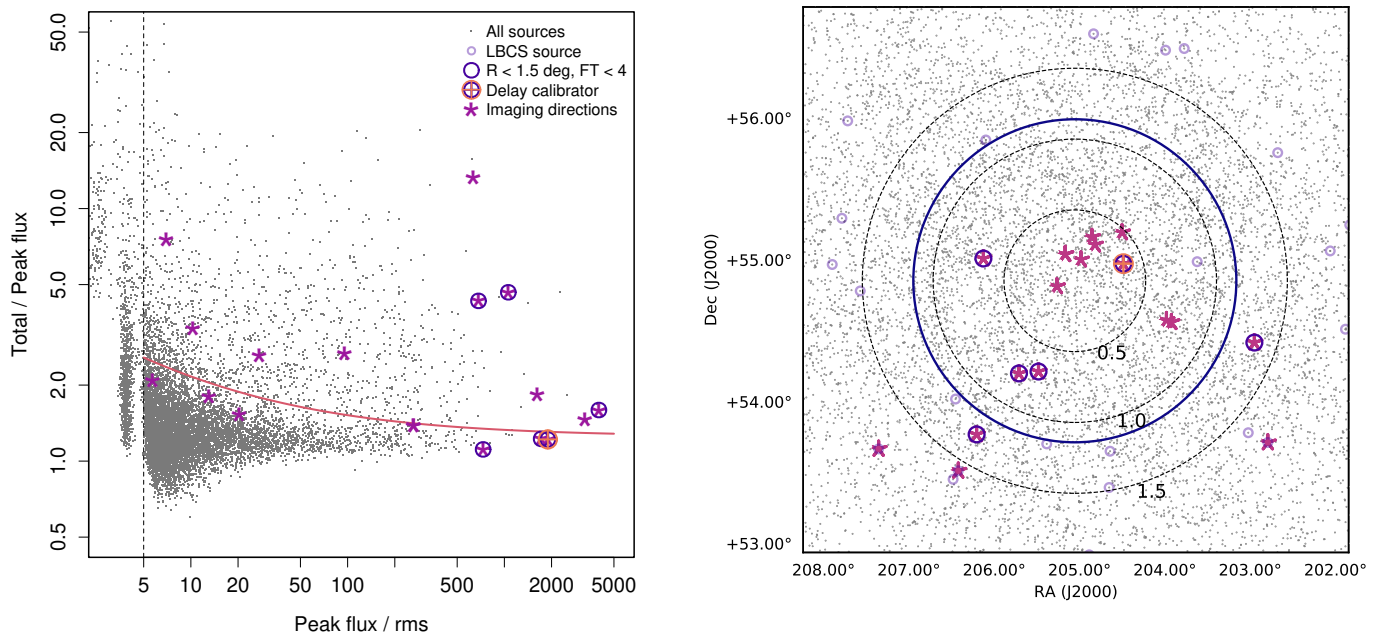 All sources
LBCS source
R < 1.5 deg, FT < 4
Delay calibrator
Imaging directions
Total / Peak flux
50.0
20.0
10.0
5.0
2.0
1.0
0.5
5 10 20 50 100 500 2000 5000
Peak flux / rms
Dec (J2000)
+56.00°
+55.00°
+54.00°
+53.00°
0.5
1.0
1.5
208.00° 207.00° 206.00° 205.00° 204.00° 203.00° 202.00°
RA (J2000)